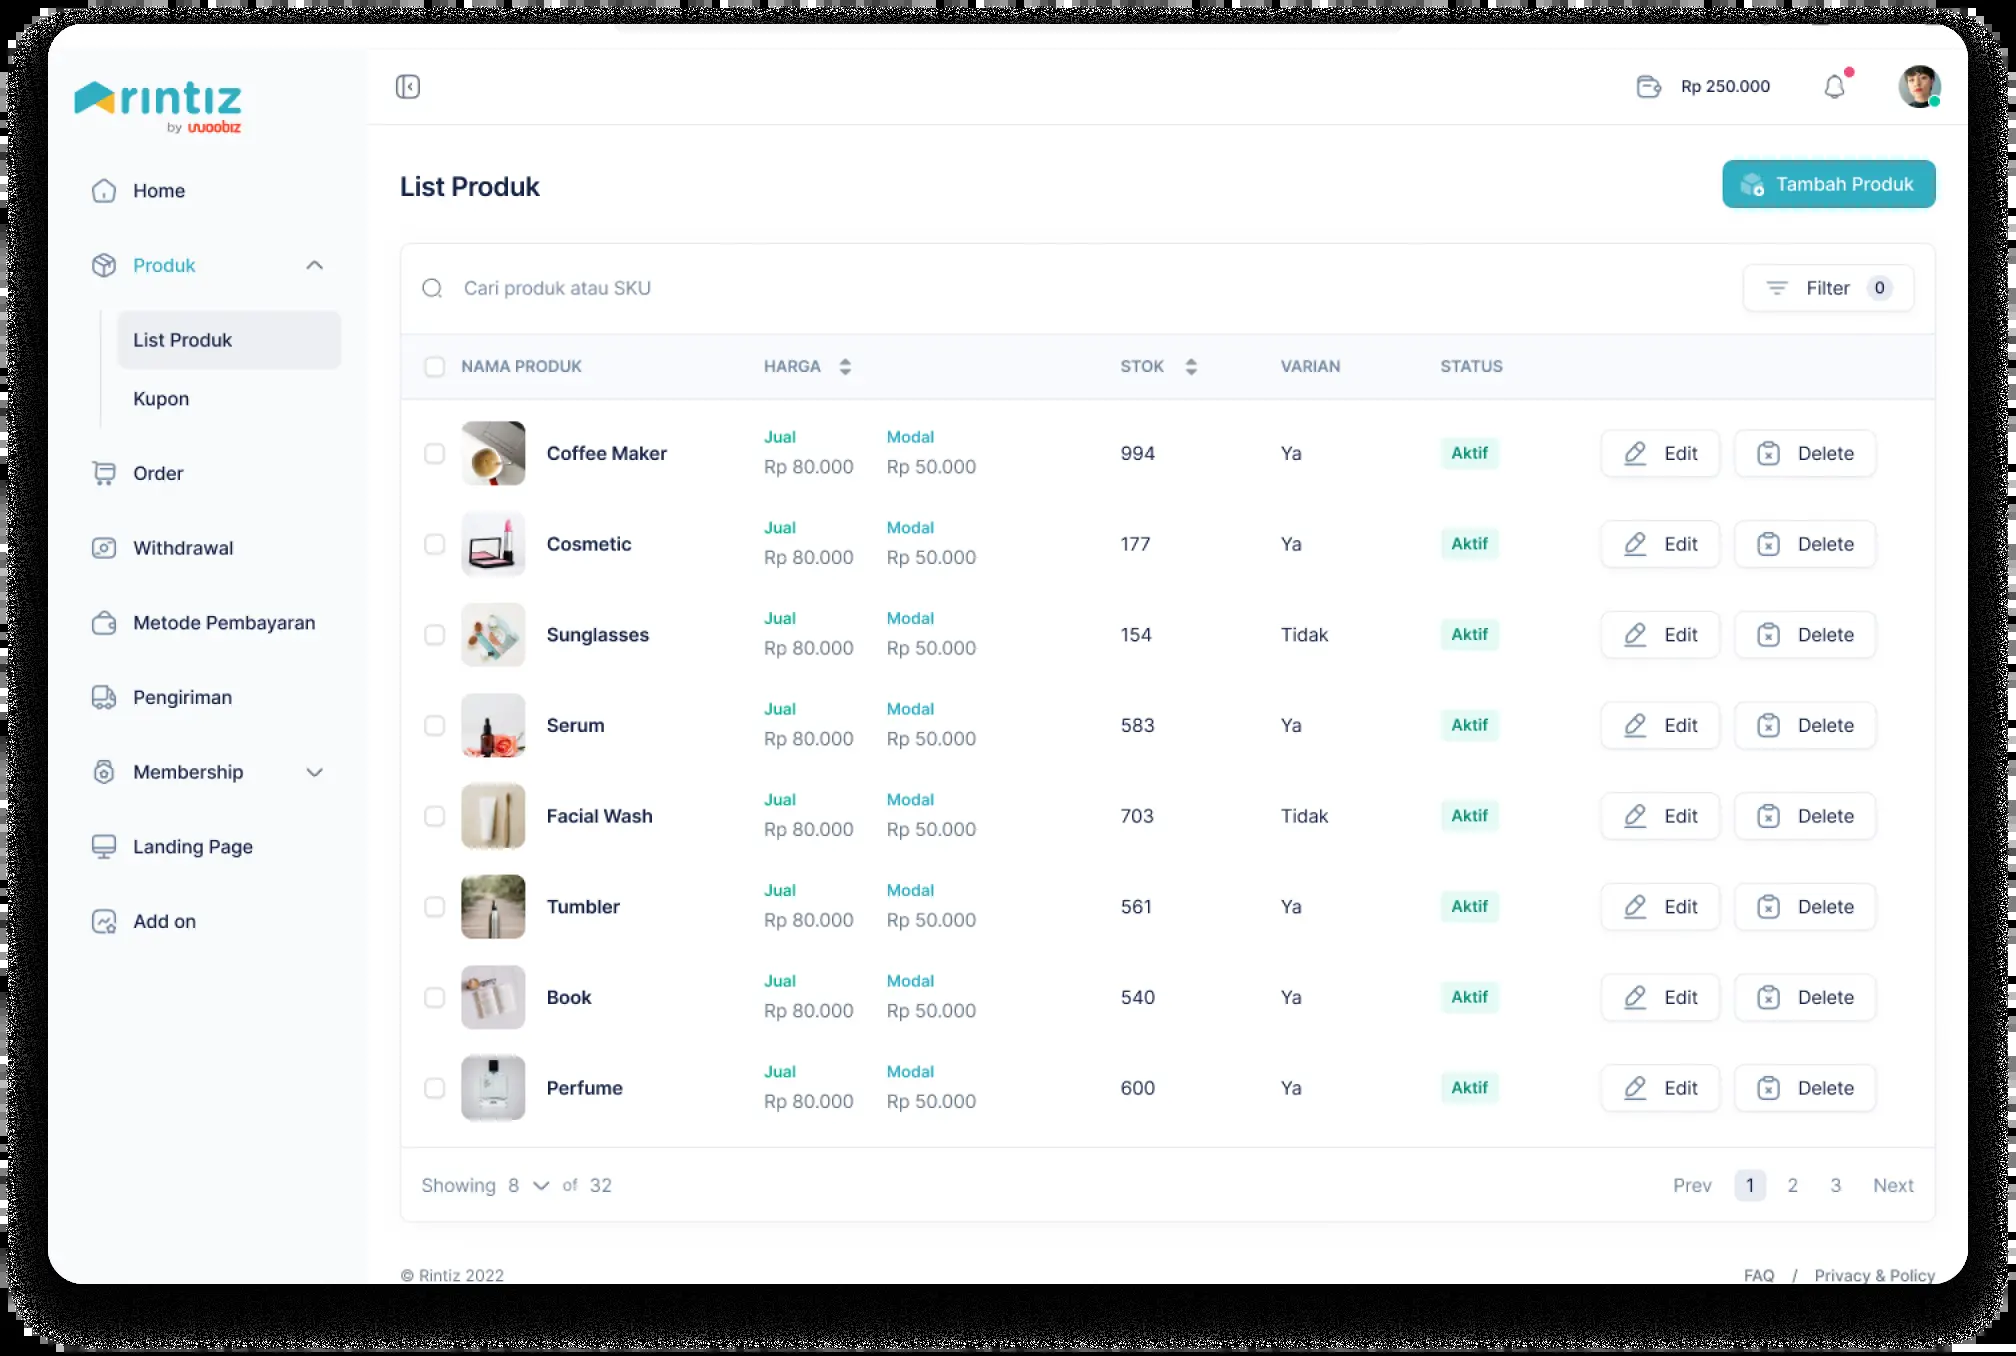 rintiz
by woobiz
Rp 250.000
Home
Produk
List Produk
Kupon
Order
Withdrawal
Metode Pembayaran
Pengiriman
Membership
Landing Page
Add on
List Produk
Tambah Produk
Cari produk atau SKU
Filter 0
NAMA PRODUK HARGA STOK VARIAN STATUS
Jual Modal
Coffee Maker 994 Ya Aktif Edit Delete
Rp 80.000 Rp 50.000
Jual Modal
Cosmetic 177 Ya Aktif Edit Delete
Rp 80.000 Rp 50.000
Jual Modal
Sunglasses 154 Tidak Aktif Edit Delete
Rp 80.000 Rp 50.000
Jual Modal
Serum 583 Ya Aktif Edit Delete
Rp 80.000 Rp 50.000
Jual Modal
Facial Wash 703 Tidak Aktif Edit Delete
Rp 80.000 Rp 50.000
Jual Modal
Tumbler 561 Ya Aktif Edit Delete
Rp 80.000 Rp 50.000
Jual Modal
Book 540 Ya Aktif Edit Delete
Rp 80.000 Rp 50.000
Jual Modal
Perfume 600 Ya Aktif Edit Delete
Rp 80.000 Rp 50.000
Showing 8 of 32
Prev 1 2 3 Next
© Rintiz 2022
FAQ / Privacy & Policy